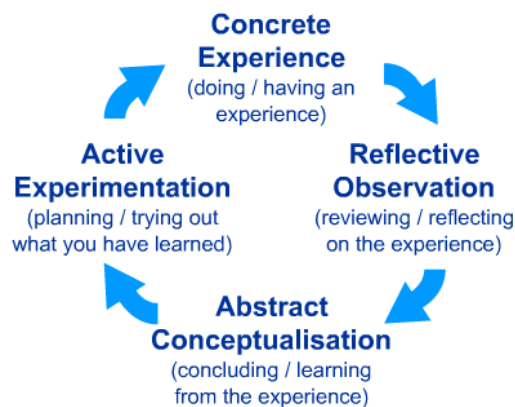 Concrete
Experience
(doing / having an
experience)
Reflective
Observation
(reviewing / reflecting
on the experience)
Abstract
Conceptualisation
(concluding / learning
from the experience)
Active
Experimentation
(planning / trying out
what you have learned)